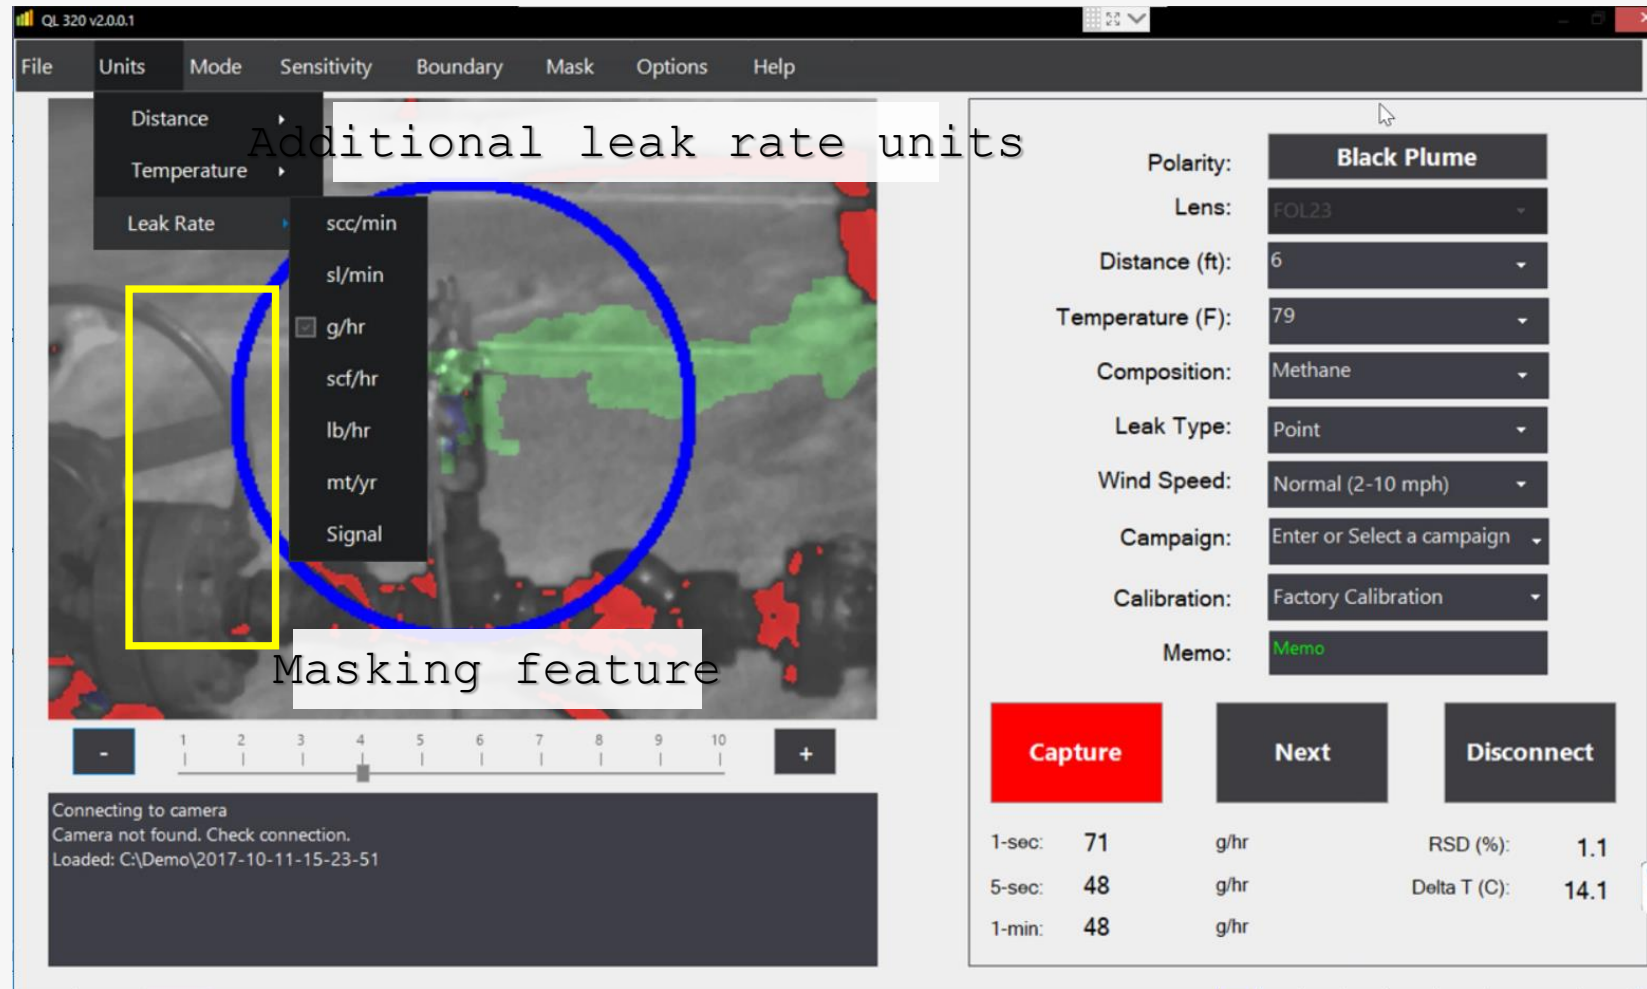 QL 320 v2.0.0.1
File Units Mode Sensitivity Boundary Mask Options Help
Distance
Temperature
Leak Rate
Additional leak rate units
scc/min
sl/min
g/hr
scf/hr
lb/hr
mt/yr
Signal
Masking feature
- 1 2 3 4 5 6 7 8 9 10 +
Connecting to camera
Camera not found. Check connection.
Loaded: C:\Demo\2017-10-11-15-23-51
Polarity: Black Plume
Lens: FOL23
Distance (ft): 6
Temperature (F): 79
Composition: Methane
Leak Type: Point
Wind Speed: Normal (2-10 mph)
Campaign: Enter or Select a campaign
Calibration: Factory Calibration
Memo: Memo
Capture Next Disconnect
1-sec: 71 g/hr RSD (%): 1.1
5-sec: 48 g/hr Delta T (C): 14.1
1-min: 48 g/hr